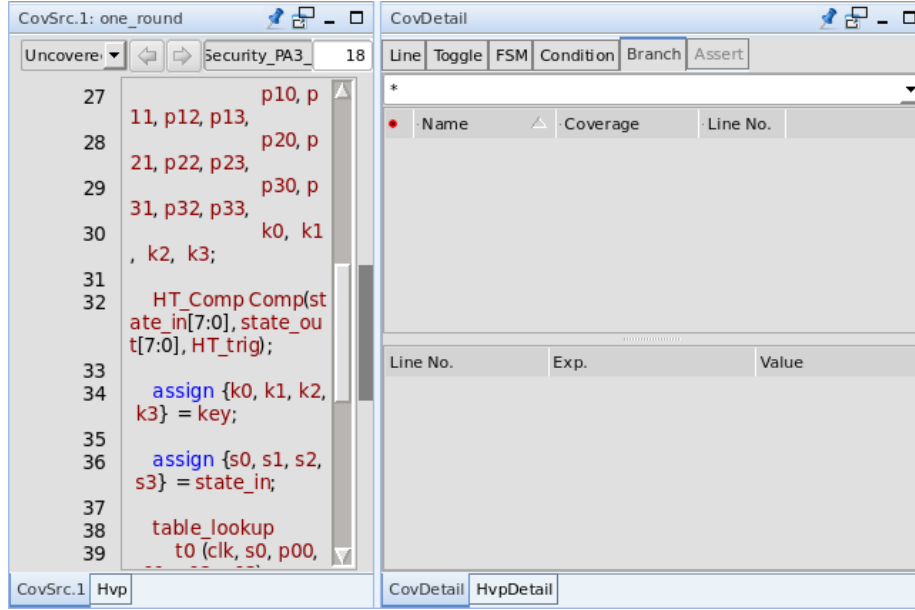 CovSrc.1: one_round
Uncovere
Security_PA3_
18
27 p10, p
11, p12, p13,
28 p20, p
21, p22, p23,
29 p30, p
31, p32, p33,
30 k0, k1
, k2, k3;
31
32 HT_Comp Comp(st
ate_in[7:0], state_ou
t[7:0], HT_trig);
33
34 assign {k0, k1, k2,
k3} = key;
35
36 assign {s0, s1, s2,
s3} = state_in;
37
38 table_lookup
39 t0 (clk, s0, p00,
CovSrc.1 Hvp
CovDetail
Line Toggle FSM Condition Branch Assert
*
Name Coverage Line No.
Line No. Exp. Value
CovDetail HvpDetail